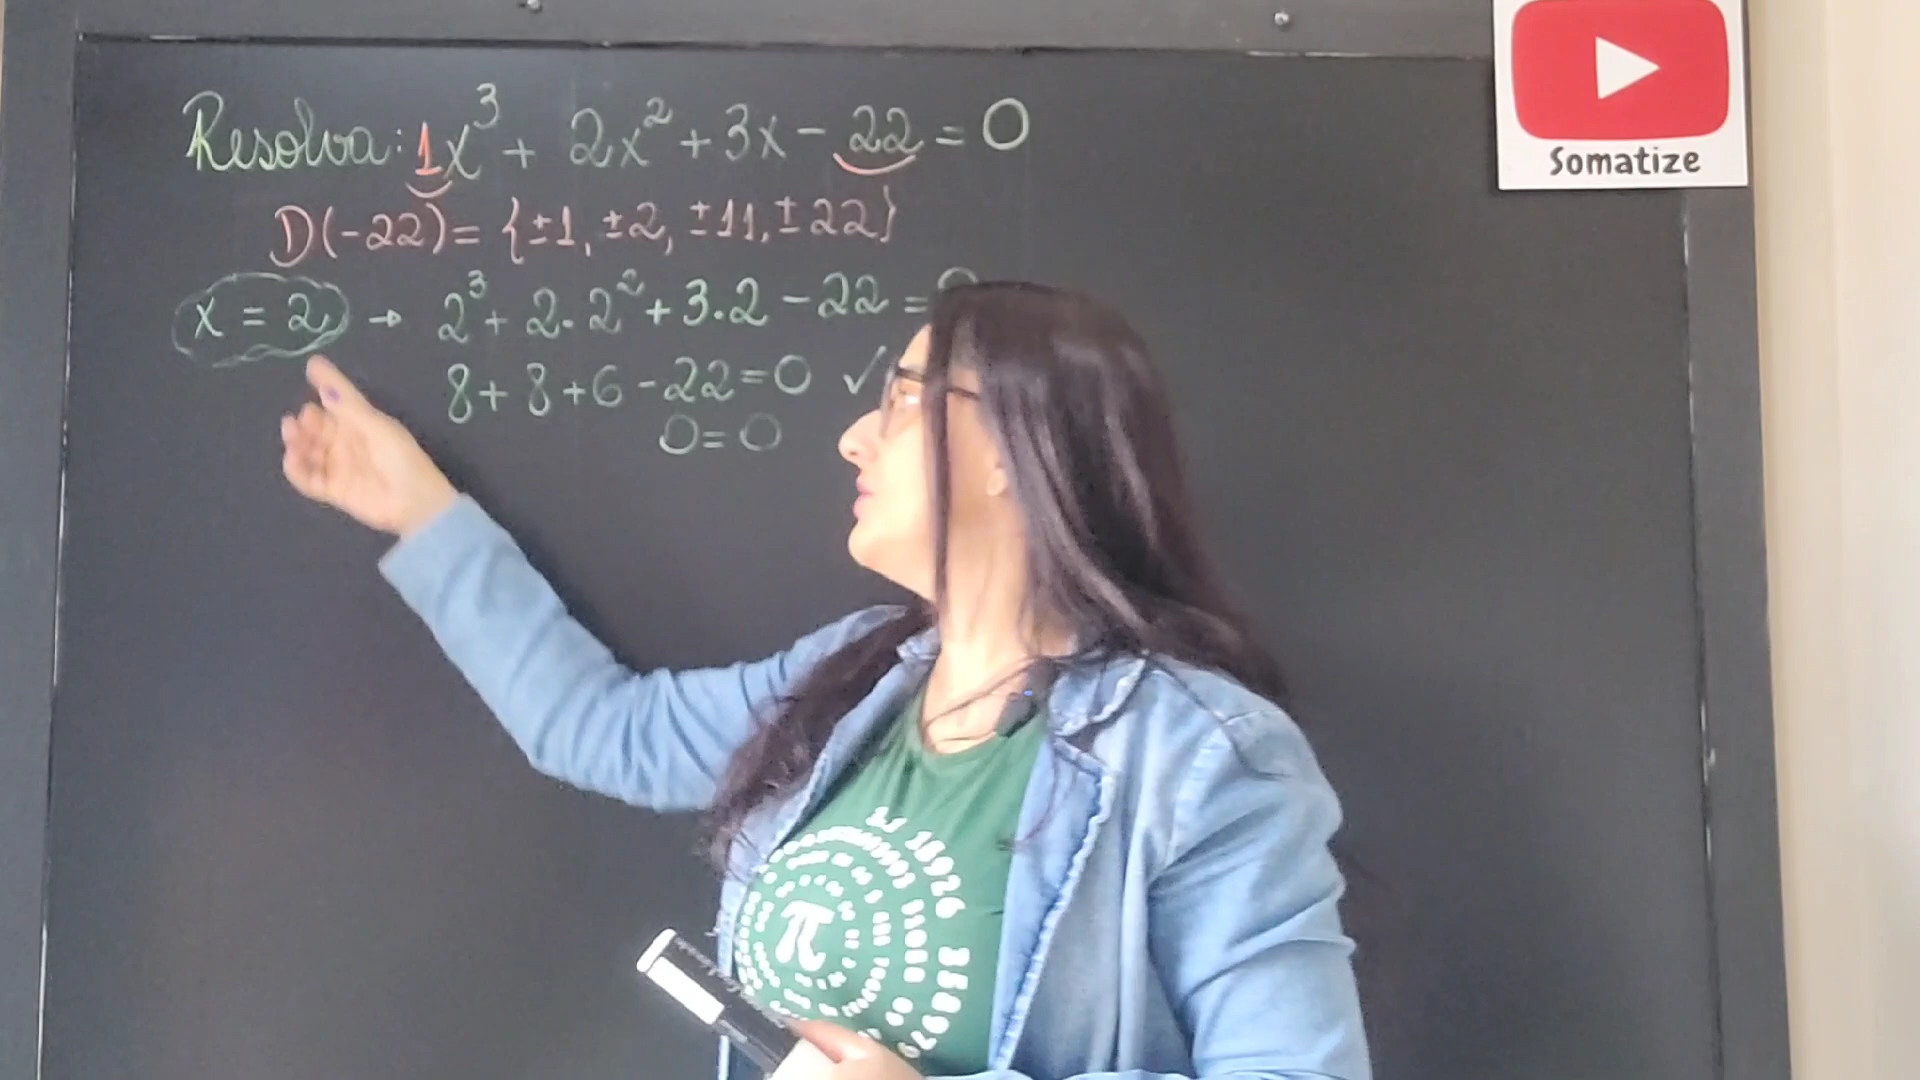 Resolva: 1x³ + 2x² + 3x - 22 = 0
D(-22) = {±1, ±2, ±11, ±22}
x = 2 → 2³ + 2.2² + 3.2 - 22 = 0
8 + 8 + 6 - 22 = 0 ✓
0 = 0
Somatize
π